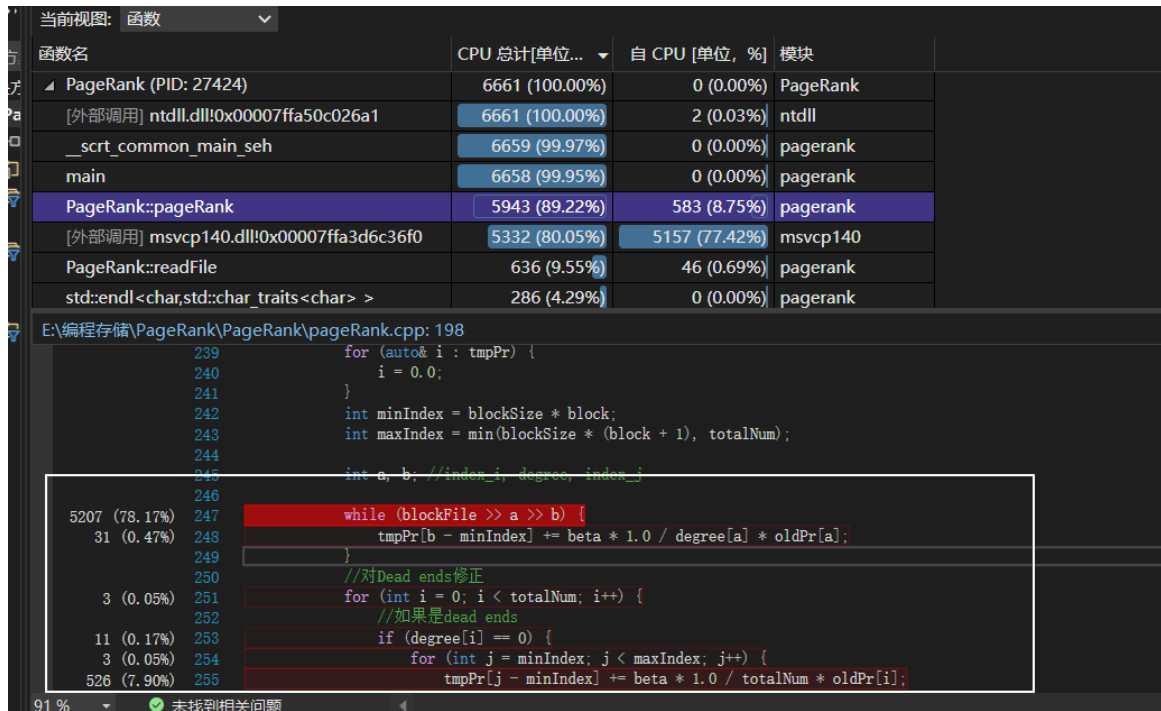 当前视图: 函数
函数名 CPU 总计[单位... 自 CPU [单位, %] 模块
PageRank (PID: 27424) 6661 (100.00%) 0 (0.00%) PageRank
[外部调用] ntdll.dll!0x00007ffa50c026a1 6661 (100.00%) 2 (0.03%) ntdll
__scrt_common_main_seh 6659 (99.97%) 0 (0.00%) pagerank
main 6658 (99.95%) 0 (0.00%) pagerank
PageRank::pageRank 5943 (89.22%) 583 (8.75%) pagerank
[外部调用] msvcp140.dll!0x00007ffa3d6c36f0 5332 (80.05%) 5157 (77.42%) msvcp140
PageRank::readFile 636 (9.55%) 46 (0.69%) pagerank
std::endl<char,std::char_traits<char> > 286 (4.29%) 0 (0.00%) pagerank
E:\编程存储\PageRank\PageRank\pageRank.cpp: 198
239 for (auto& i : tmpPr) {
240 i = 0.0;
241 }
242 int minIndex = blockSize * block;
243 int maxIndex = min(blockSize * (block + 1), totalNum);
244
245 int a, b; //index_i, degree, index_j
246
5207 (78.17%) 247 while (blockFile >> a >> b) {
31 (0.47%) 248 tmpPr[b - minIndex] += beta * 1.0 / degree[a] * oldPr[a];
249 }
250 //对Dead ends修正
3 (0.05%) 251 for (int i = 0; i < totalNum; i++) {
252 //如果是dead ends
11 (0.17%) 253 if (degree[i] == 0) {
3 (0.05%) 254 for (int j = minIndex; j < maxIndex; j++) {
526 (7.90%) 255 tmpPr[j - minIndex] += beta * 1.0 / totalNum * oldPr[i];
91 % 未找到相关问题